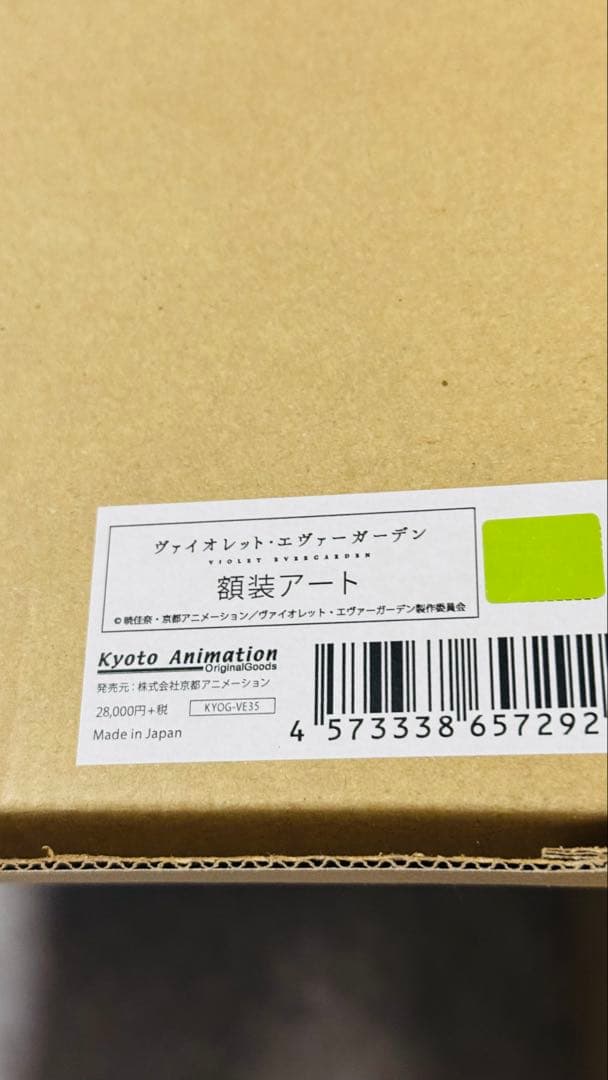 ヴァイオレット・エヴァーガーデン
VIOLET EVERGARDEN
額装アート
© 暁佳奈・京都アニメーション／ヴァイオレット・エヴァーガーデン製作委員会
Kyoto Animation
OriginalGoods
発売元：株式会社京都アニメーション
28,000円+税 KYOG-VE35
Made in Japan
4 573338 657292